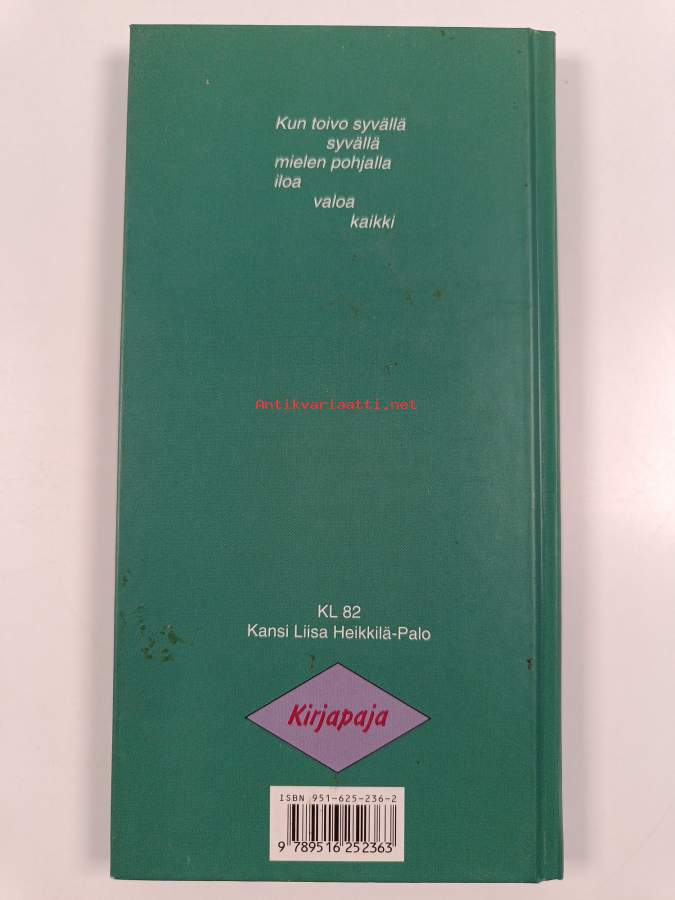 Kun toivo syvällä
syvällä
mielen pohjalla
iloa
valoa
kaikki
Antikvariaatti.net
KL 82
Kansi Liisa Heikkilä-Palo
Kirjapaja
ISBN 951-625-236-2
9 789516 252363